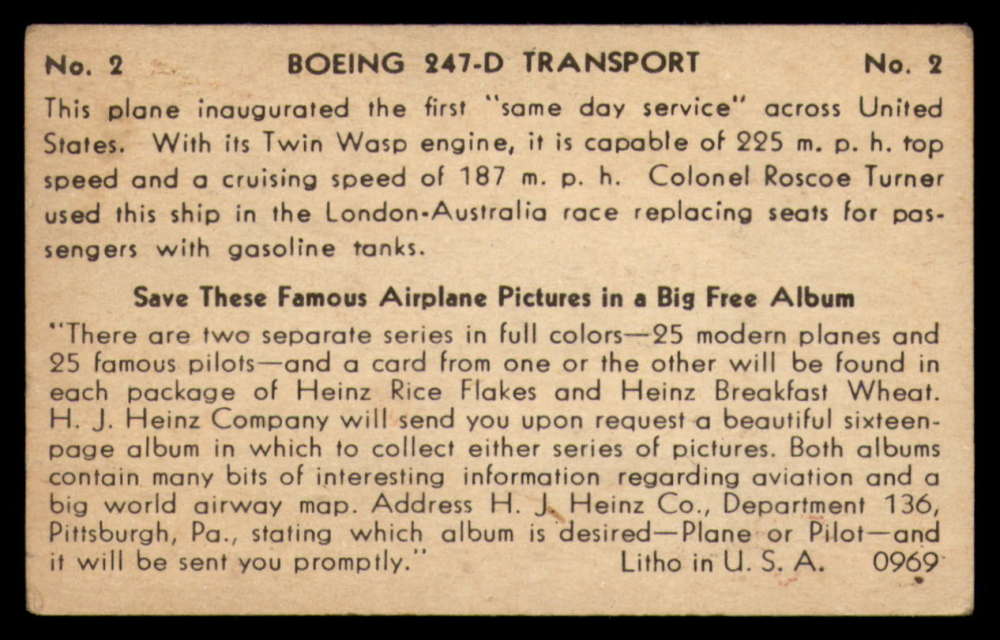 No. 2 BOEING 247-D TRANSPORT No. 2
This plane inaugurated the first "same day service" across United
States. With its Twin Wasp engine, it is capable of 225 m. p. h. top
speed and a cruising speed of 187 m. p. h. Colonel Roscoe Turner
used this ship in the London-Australia race replacing seats for pas-
sengers with gasoline tanks.
Save These Famous Airplane Pictures in a Big Free Album
"There are two separate series in full colors—25 modern planes and
25 famous pilots—and a card from one or the other will be found in
each package of Heinz Rice Flakes and Heinz Breakfast Wheat.
H. J. Heinz Company will send you upon request a beautiful sixteen-
page album in which to collect either series of pictures. Both albums
contain many bits of interesting information regarding aviation and a
big world airway map. Address H. J. Heinz Co., Department 136,
Pittsburgh, Pa., stating which album is desired—Plane or Pilot—and
it will be sent you promptly." Litho in U. S. A. 0969